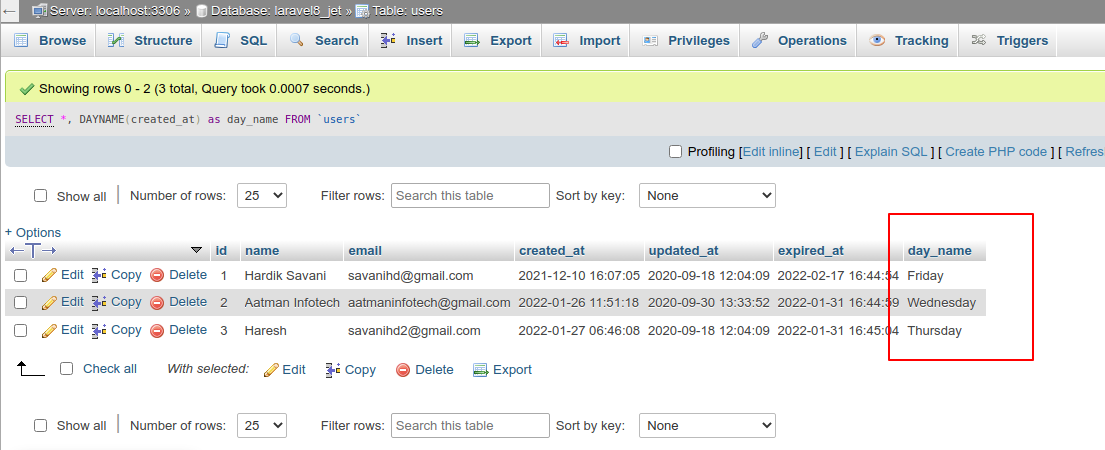 Server: localhost:3306 » Database: laravel8_jet » Table: users
Browse Structure SQL Search Insert Export Import Privileges Operations Tracking Triggers
Showing rows 0 - 2 (3 total, Query took 0.0007 seconds.)
SELECT *, DAYNAME(created_at) as day_name FROM `users`
Profiling [Edit inline] [ Edit ] [ Explain SQL ] [ Create PHP code ] [ Refres
Show all Number of rows: 25 Filter rows: Search this table Sort by key: None
+ Options
id name email created_at updated_at expired_at day_name
Edit Copy Delete 1 Hardik Savani savanihd@gmail.com 2021-12-10 16:07:05 2020-09-18 12:04:09 2022-02-17 16:44:54 Friday
Edit Copy Delete 2 Aatman Infotech aatmaninfotech@gmail.com 2022-01-26 11:51:18 2020-09-30 13:33:52 2022-01-31 16:44:59 Wednesday
Edit Copy Delete 3 Haresh savanihd2@gmail.com 2022-01-27 06:46:08 2020-09-18 12:04:09 2022-01-31 16:45:04 Thursday
Check all With selected: Edit Copy Delete Export
Show all Number of rows: 25 Filter rows: Search this table Sort by key: None